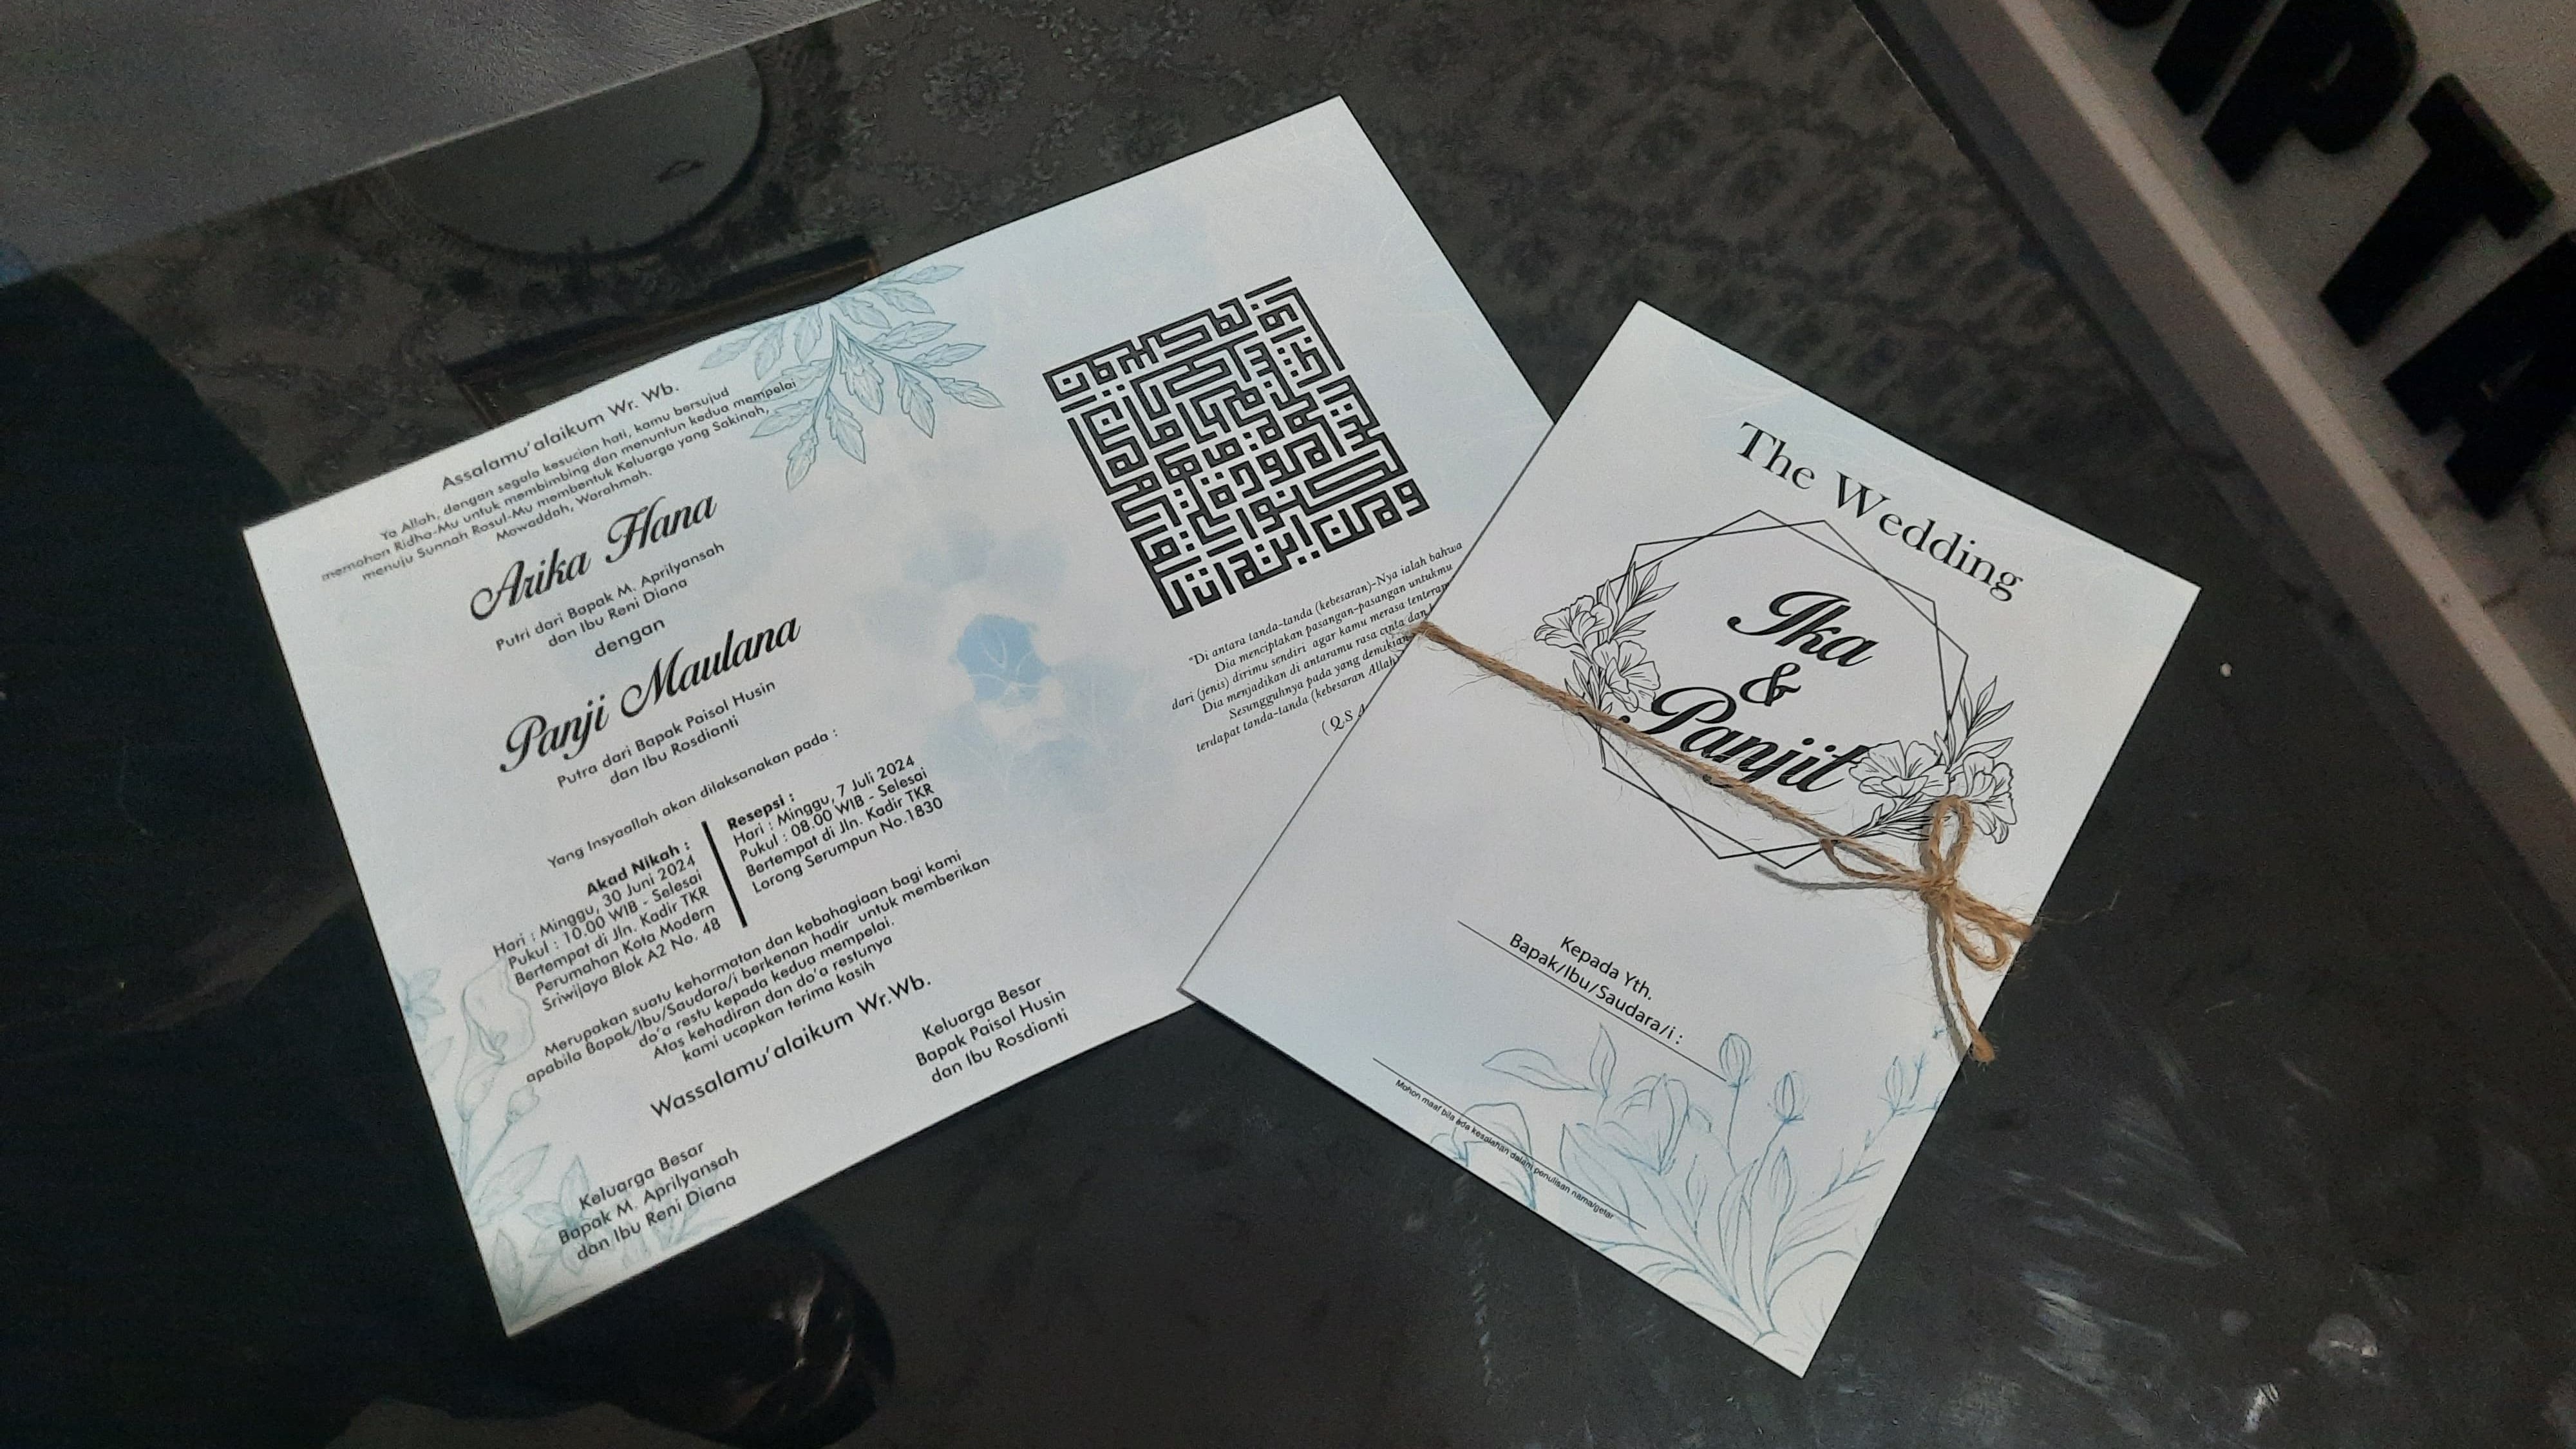 Assalamu'alaikum Wr. Wb.
Ya Allah, dengan segala kesucian hati, kamu bersujud
memohon Ridha-Mu untuk membimbing dan menuntun kedua mempelai
menuju Sunnah Rasul-Mu membentuk Keluarga yang Sakinah,
Mawaddah, Warahmah.
Arika Hana
Putri dari Bapak M. Aprilyansah
dan Ibu Reni Diana
dengan
Panji Maulana
Putra dari Bapak Paisol Husin
dan Ibu Rosdianti
Yang Insyaallah akan dilaksanakan pada :
Akad Nikah :
Hari : Minggu, 30 Juni 2024
Pukul : 10.00 WIB - Selesai
Bertempat di Jln. Kadir TKR
Perumahan Kota Modern
Sriwijaya Blok A2 No. 48
Resepsi :
Hari : Minggu, 7 Juli 2024
Pukul : 08.00 WIB - Selesai
Bertempat di Jln. Kadir TKR
Lorong Serumpun No.1830
Merupakan suatu kehormatan dan kebahagiaan bagi kami
apabila Bapak/Ibu/Saudara/i berkenan hadir untuk memberikan
do'a restu kepada kedua mempelai.
Atas kehadiran dan do'a restunya
kami ucapkan terima kasih
Wassalamu'alaikum Wr.Wb.
Keluarga Besar
Bapak M. Aprilyansah
dan Ibu Reni Diana
Keluarga Besar
Bapak Paisol Husin
dan Ibu Rosdianti
"Di antara tanda-tanda (kebesaran)-Nya ialah bahwa
Dia menciptakan pasangan-pasangan untukmu
dari (jenis) dirimu sendiri agar kamu merasa tenteram
Dia menjadikan di antaramu rasa cinta dan
Sesungguhnya pada yang demikian
terdapat tanda-tanda (kebesaran Allah)
( Q.S
The Wedding
Ika
&
Panjit
Kepada Yth.
Bapak/Ibu/Saudara/i :
Mohon maaf bila ada kesalahan dalam penulisan nama/gelar
IPTA